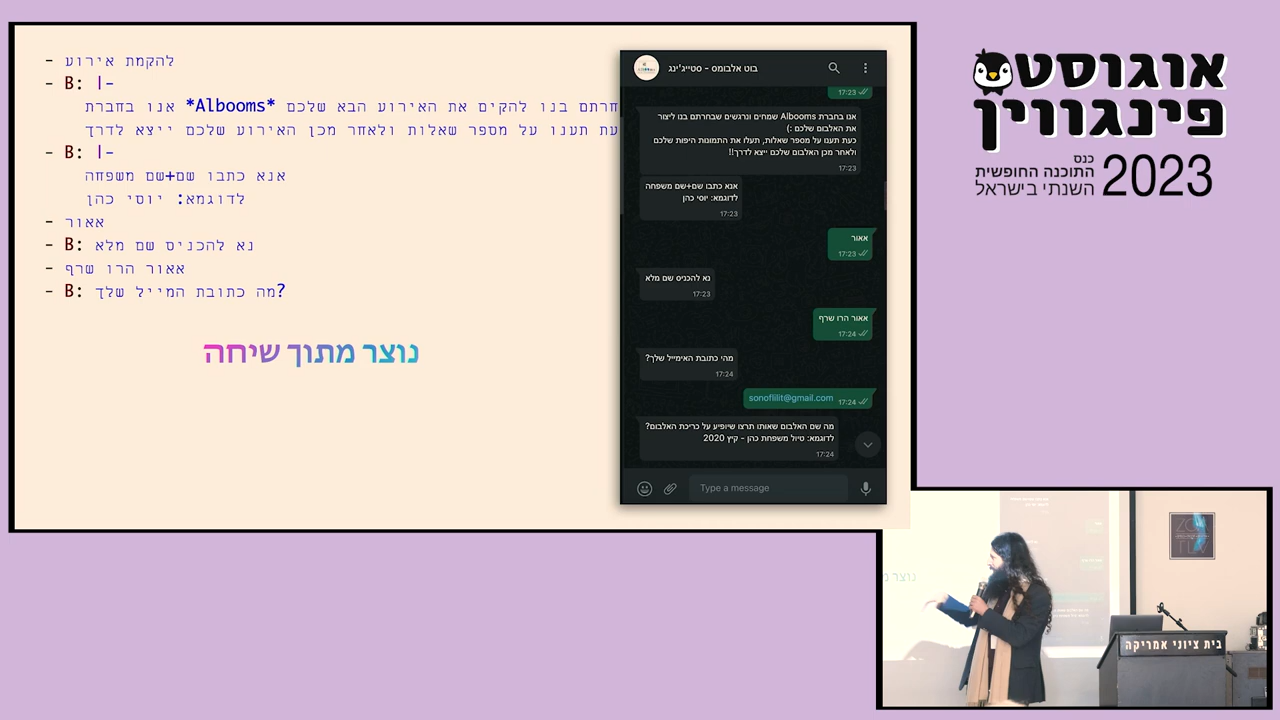 - להקמת אירוע
- B: |-
אנו בחברת *Albooms* חרתם בנו להקים את האירוע הבא שלכם
עת תענו על מספר שאלות ולאחר מכן האירוע שלכם ייצא לדרך
- B: |-
אנא כתבו שם+שם משפחה
לדוגמא: יוסי כהן
- אאור
- B: נא להכניס שם מלא
- אאור הרו שרף
- B: מה כתובת המייל שלך?
נוצר מתוך שיחה
בוט אלבומס - סטייג'ינג
17:23
אנו בחברת Albooms שמחים ונרגשים שבחרתם בנו ליצור
את האלבום שלכם :)
כעת תענו על מספר שאלות, תעלו את התמונות היפות שלכם
ולאחר מכן האלבום שלכם ייצא לדרך!!
17:23
אנא כתבו שם+שם משפחה
לדוגמא: יוסי כהן
17:23
אאור
17:23
נא להכניס שם מלא
17:23
אאור הרו שרף
17:24
מהי כתובת האימייל שלך?
17:24
sonoflilit@gmail.com 17:24
מה שם האלבום שאותו תרצו שיופיע על כריכת האלבום?
לדוגמא: טיול משפחת כהן - קיץ 2020
17:24
Type a message
אוגוסט
פינגווין
כנס
התוכנה החופשית
השנתי בישראל
2023
בית ציוני אמריקה